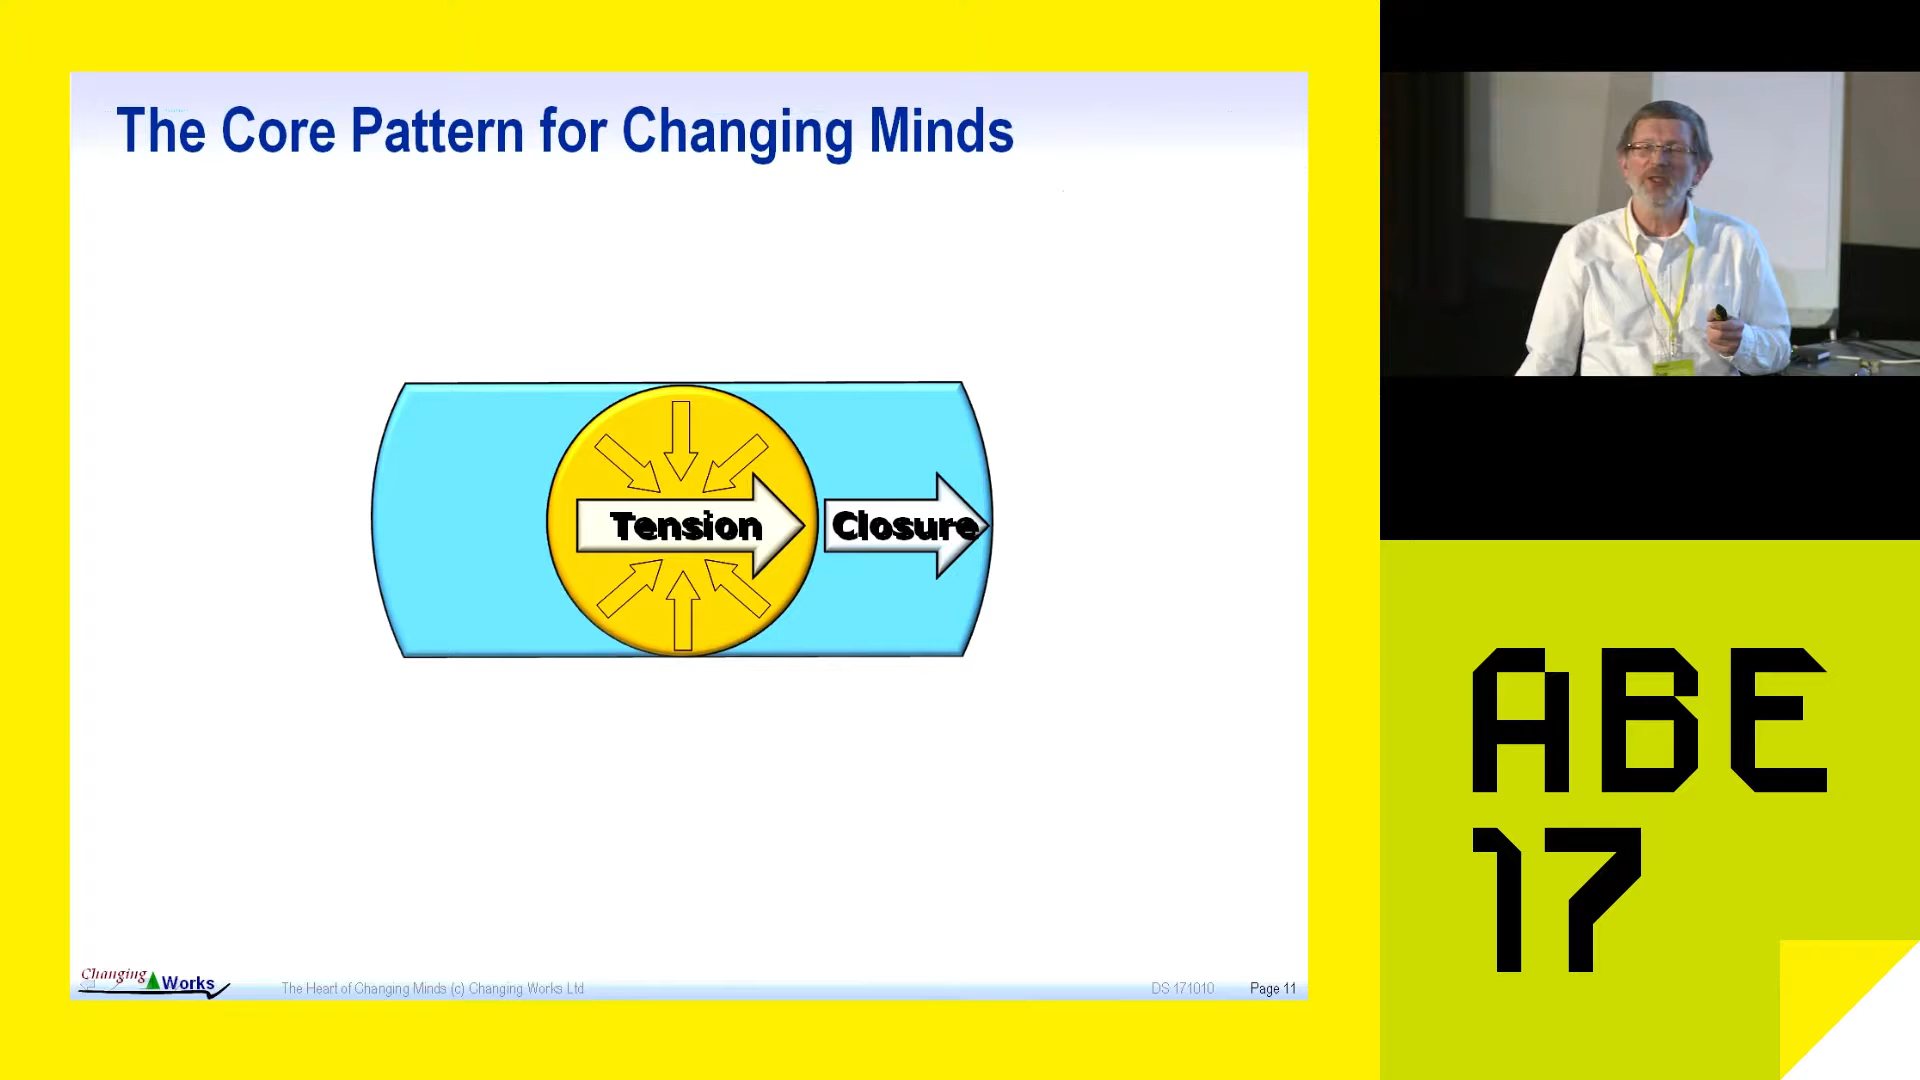 The Core Pattern for Changing Minds
Tension
Closure
Changing Works
The Heart of Changing Minds (c) Changing Works Ltd
DS 171010
Page 11
ABE
17